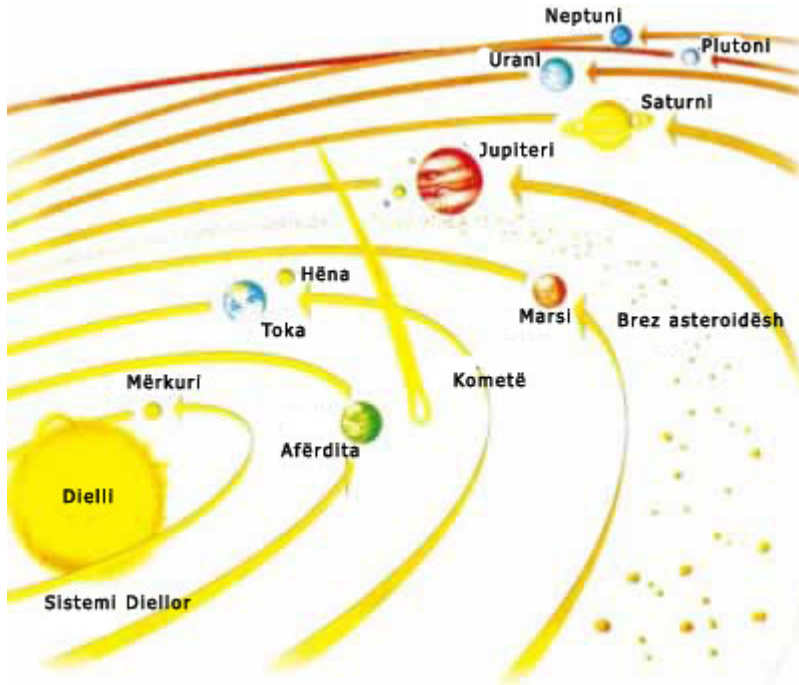 Neptuni
Plutoni
Urani
Saturni
Jupiteri
Hëna
Toka
Marsi
Brez asteroidësh
Mërkuri
Kometë
Afërdita
Dielli
Sistemi Diellor